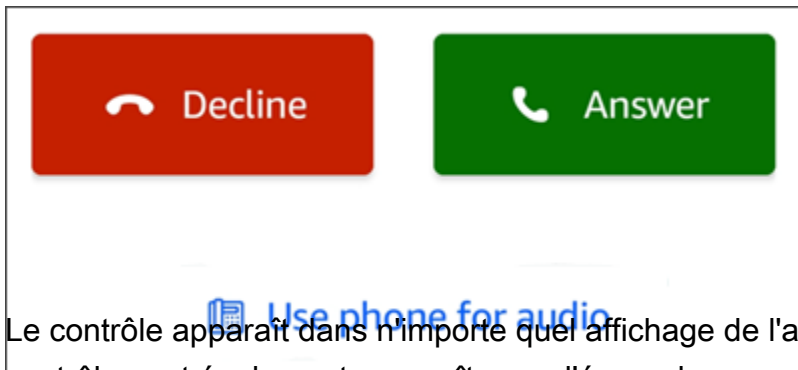 Decline
Answer
Use phone for audio
Le contrôle apparaît dans n'importe quel affichage de l'a